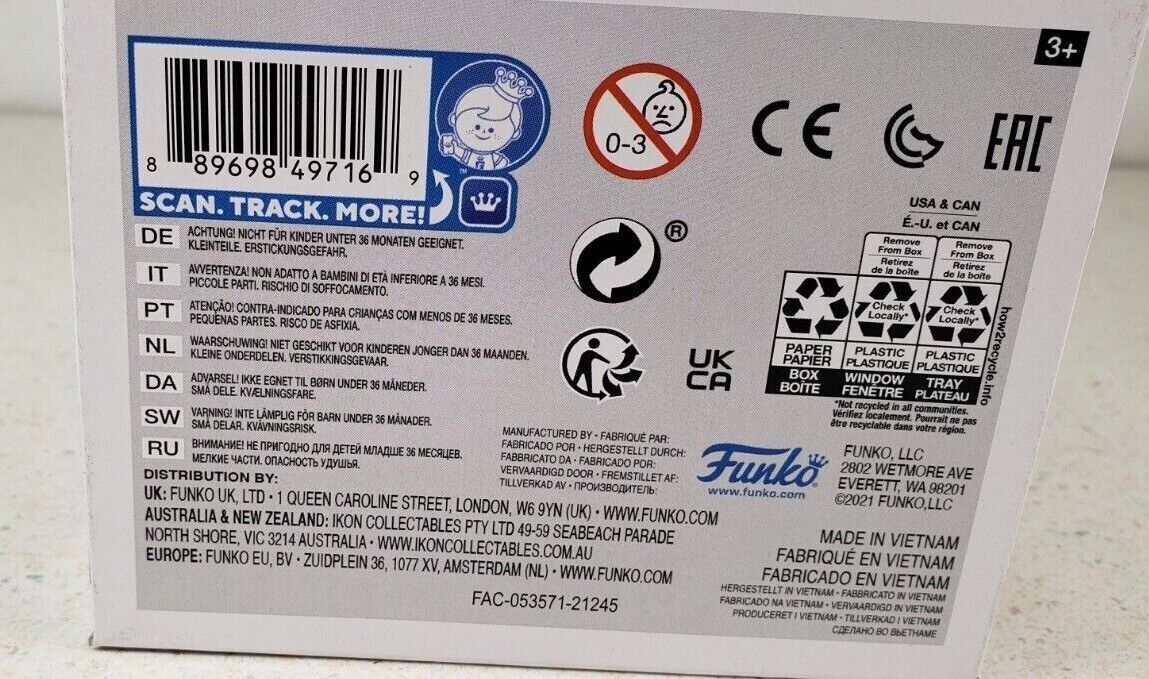 3+
8 89698 49716 9
SCAN. TRACK. MORE!
™
0-3
CE
EAC
DE ACHTUNG! NICHT FÜR KINDER UNTER 36 MONATEN GEEIGNET.
KLEINTEILE. ERSTICKUNGSGEFAHR.
IT AVVERTENZA! NON ADATTO A BAMBINI DI ETÀ INFERIORE A 36 MESI.
PICCOLE PARTI. RISCHIO DI SOFFOCAMENTO.
PT ATENÇÃO! CONTRA-INDICADO PARA CRIANÇAS COM MENOS DE 36 MESES.
PEQUENAS PARTES. RISCO DE ASFIXIA.
NL WAARSCHUWING! NIET GESCHIKT VOOR KINDEREN JONGER DAN 36 MAANDEN.
KLEINE ONDERDELEN. VERSTIKKINGSGEVAAR.
DA ADVARSEL! IKKE EGNET TIL BØRN UNDER 36 MÅNEDER.
SMÅ DELE. KVÆLNINGSFARE.
SW VARNING! INTE LÄMPLIG FÖR BARN UNDER 36 MÅNADER.
SMÅ DELAR. KVÄVNINGSRISK.
RU ВНИМАНИЕ! НЕ ПРИГОДНО ДЛЯ ДЕТЕЙ МЛАДШЕ 36 МЕСЯЦЕВ.
МЕЛКИЕ ЧАСТИ. ОПАСНОСТЬ УДУШЬЯ.
®
UK
CA
USA & CAN
É.-U. et CAN
Remove
From Box
Retirez
de la boîte
Remove
From Box
Retirez
de la boîte
Check
Locally*
Check
Locally*
PAPER
PAPIER
BOX
BOÎTE
PLASTIC
PLASTIQUE
WINDOW
FENÊTRE
PLASTIC
PLASTIQUE
TRAY
PLATEAU
how2recycle.info
*Not recycled in all communities.
Vérifiez localement. Pourrait ne pas
être recyclable dans votre région.
MANUFACTURED BY • FABRIQUÉ PAR:
FABRICADO POR • HERGESTELLT DURCH:
FABBRICATO DA • FABRICADO POR:
VERVAARDIGD DOOR • FREMSTILLET AF:
TILLVERKAD AV • ПРОИЗВОДИТЕЛЬ:
Funko
www.funko.com
FUNKO, LLC
2802 WETMORE AVE
EVERETT, WA 98201
©2021 FUNKO,LLC
DISTRIBUTION BY:
UK: FUNKO UK, LTD • 1 QUEEN CAROLINE STREET, LONDON, W6 9YN (UK) • WWW.FUNKO.COM
AUSTRALIA & NEW ZEALAND: IKON COLLECTABLES PTY LTD 49-59 SEABEACH PARADE
NORTH SHORE, VIC 3214 AUSTRALIA • WWW.IKONCOLLECTABLES.COM.AU
EUROPE: FUNKO EU, BV • ZUIDPLEIN 36, 1077 XV, AMSTERDAM (NL) • WWW.FUNKO.COM
FAC-053571-21245
MADE IN VIETNAM
FABRIQUÉ EN VIETNAM
FABRICADO EN VIETNAM
HERGESTELLT IN VIETNAM • FABBRICATO IN VIETNAM
FABRICADO NA VIETNAM • VERVAARDIGD IN VIETNAM
PRODUCERET I VIETNAM • TILLVERKAD I VIETNAM
СДЕЛАНО ВО ВЬЕТНАМЕ